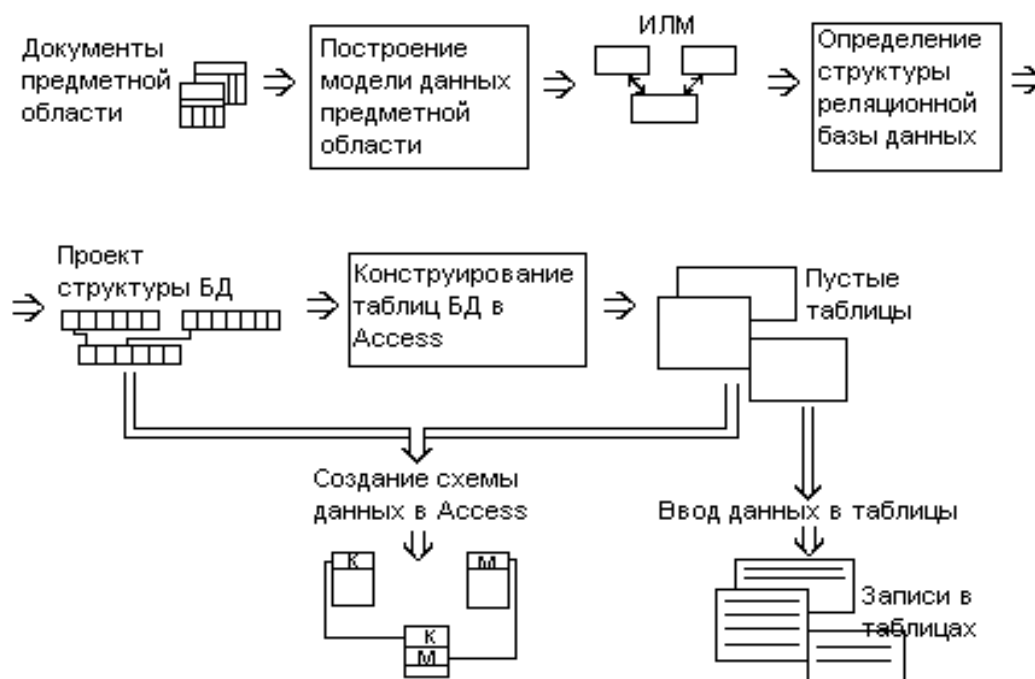 Документы
предметной
области
Построение
модели данных
предметной
области
ИЛМ
Определение
структуры
реляционной
базы данных
Проект
структуры БД
Конструирование
таблиц БД в
Access
Пустые
таблицы
Создание схемы
данных в Access
Ввод данных в таблицы
К
М
К
М
Записи в
таблицах